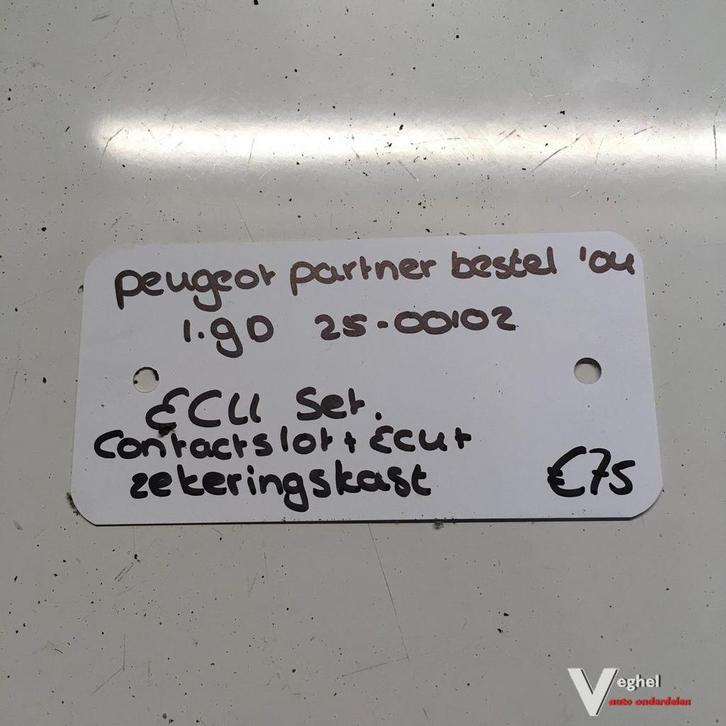 peugeot partner bestel '04
1.9D 25-00102
ECU Set.
Contactslot + Ecu +
zekeringskast €75
Veghel
auto onderdelen